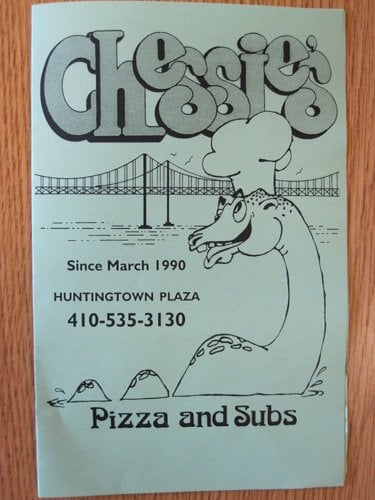 Chessie's
Since March 1990
HUNTINGTOWN PLAZA
410-535-3130
Pizza and Subs